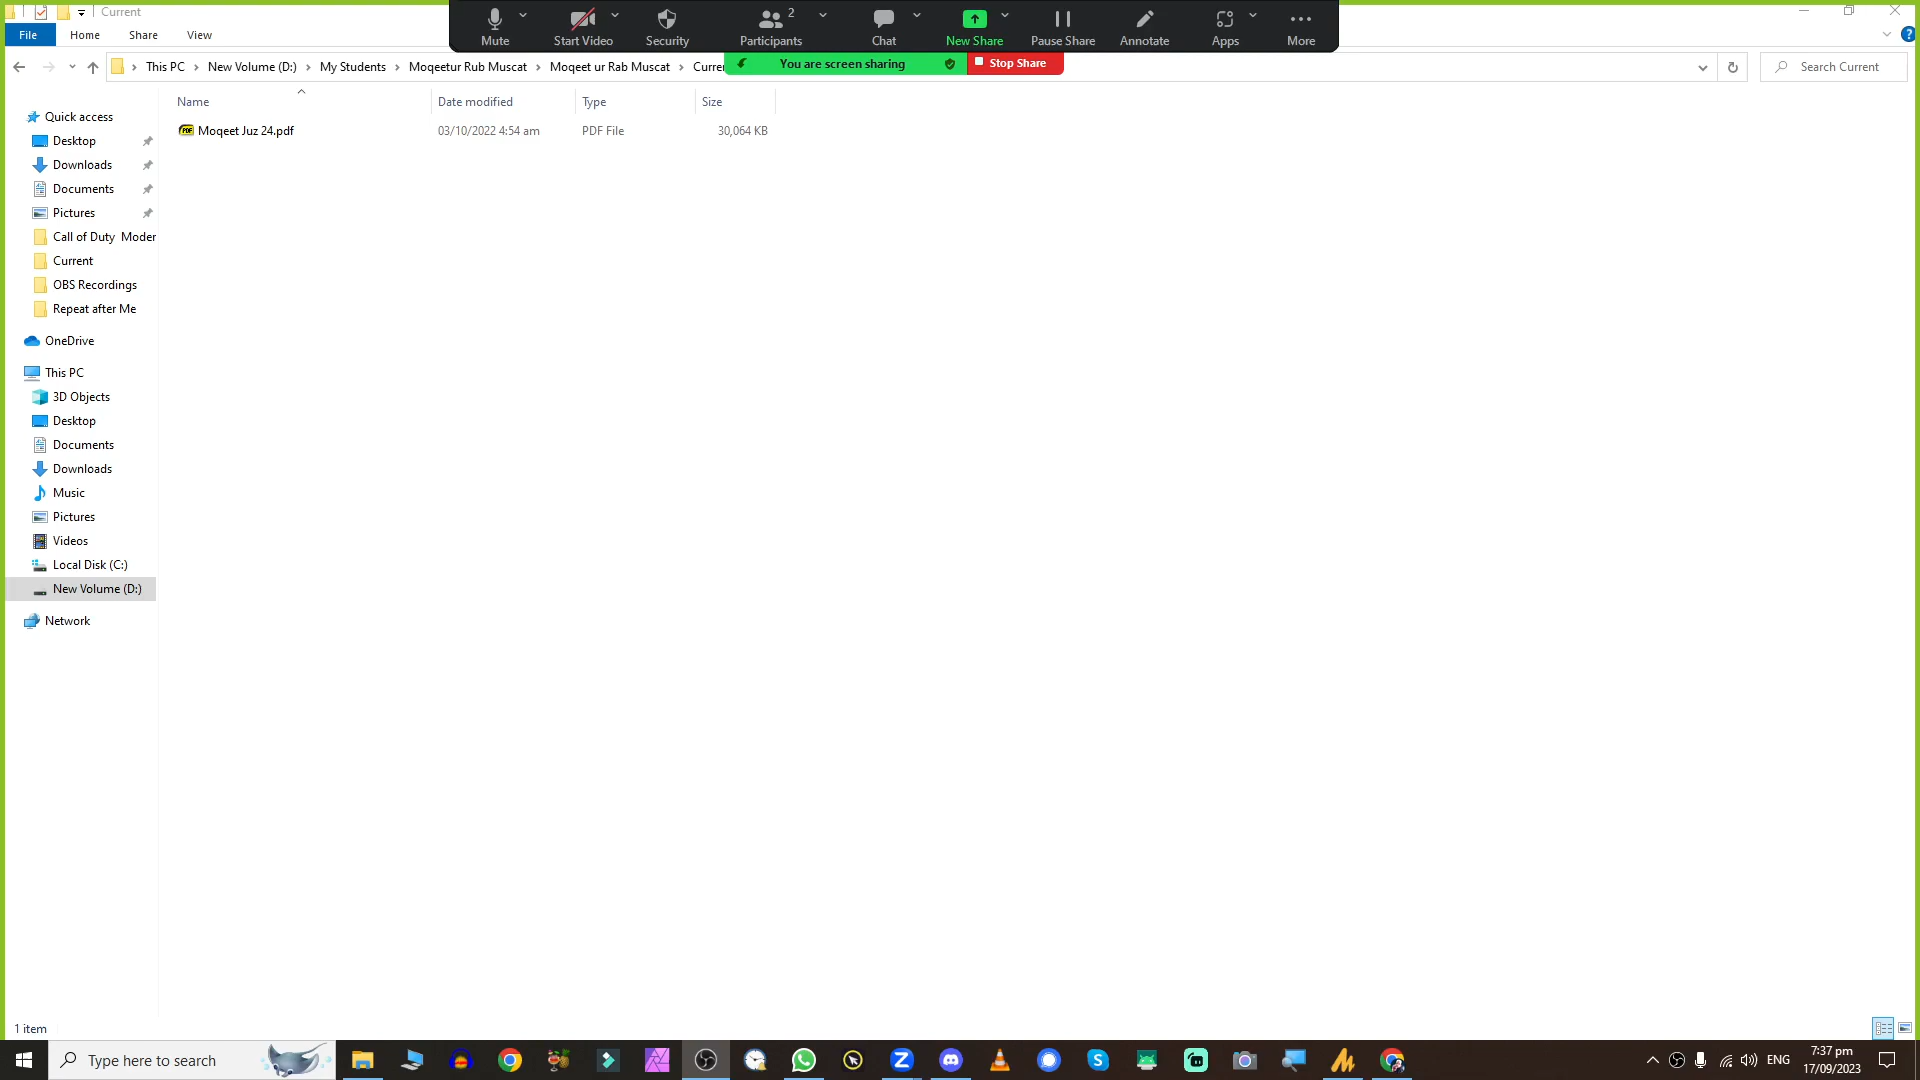 Current
File Home Share View
Mute Start Video Security Participants 2 Chat New Share Pause Share Annotate Apps More
This PC New Volume (D:) My Students Moqeetur Rub Muscat Moqeet ur Rab Muscat Curre
You are screen sharing Stop Share
Search Current
Name Date modified Type Size
Moqeet Juz 24.pdf 03/10/2022 4:54 am PDF File 30,064 KB
Quick access
Desktop
Downloads
Documents
Pictures
Call of Duty Moder
Current
OBS Recordings
Repeat after Me
OneDrive
This PC
3D Objects
Desktop
Documents
Downloads
Music
Pictures
Videos
Local Disk (C:)
New Volume (D:)
Network
1 item
Type here to search
ENG
7:37 pm
17/09/2023